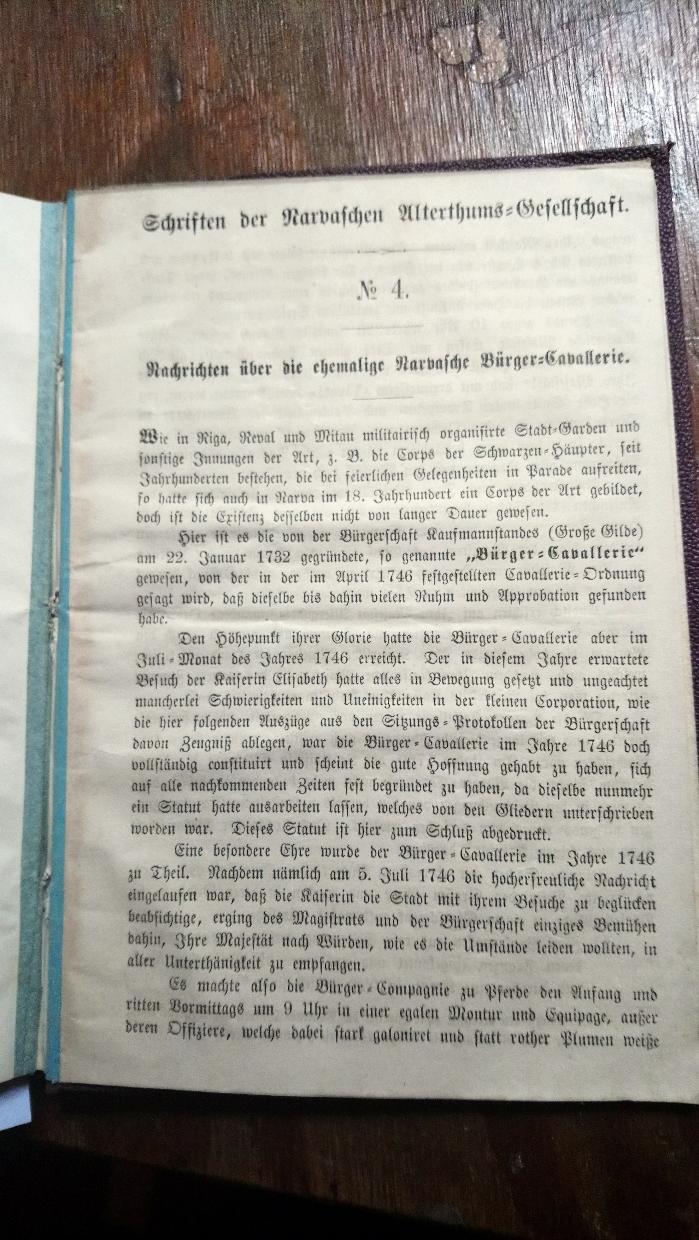 Schriften der Narvaschen Alterthums-Gesellschaft.
№ 4.
Nachrichten über die ehemalige Narvasche Bürger-Cavallerie.
Wie in Riga, Reval und Mitau militairisch organisirte Stadt-Garden und
sonstige Innungen der Art, z. B. die Corps der Schwarzen-Häupter, seit
Jahrhunderten bestehen, die bei feierlichen Gelegenheiten in Parade aufreiten,
so hatte sich auch in Narva im 18. Jahrhundert ein Corps der Art gebildet,
doch ist die Existenz desselben nicht von langer Dauer gewesen.
Hier ist es die von der Bürgerschaft Kaufmannstandes (Große Gilde)
am 22. Januar 1732 gegründete, so genannte „Bürger-Cavallerie“
gewesen, von der in der im April 1746 festgestellten Cavallerie-Ordnung
gesagt wird, daß dieselbe bis dahin vielen Ruhm und Approbation gefunden
habe.
Den Höhepunkt ihrer Glorie hatte die Bürger-Cavallerie aber im
Juli-Monat des Jahres 1746 erreicht. Der in diesem Jahre erwartete
Besuch der Kaiserin Elisabeth hatte alles in Bewegung gesetzt und ungeachtet
mancherlei Schwierigkeiten und Uneinigkeiten in der kleinen Corporation, wie
die hier folgenden Auszüge aus den Sitzungs-Protokollen der Bürgerschaft
davon Zeugniß ablegen, war die Bürger-Cavallerie im Jahre 1746 doch
vollständig constituirt und scheint die gute Hoffnung gehabt zu haben, sich
auf alle nachkommenden Zeiten fest begründet zu haben, da dieselbe nunmehr
ein Statut hatte ausarbeiten lassen, welches von den Gliedern unterschrieben
worden war. Dieses Statut ist hier zum Schluß abgedruckt.
Eine besondere Ehre wurde der Bürger-Cavallerie im Jahre 1746
zu Theil. Nachdem nämlich am 5. Juli 1746 die hocherfreuliche Nachricht
eingelaufen war, daß die Kaiserin die Stadt mit ihrem Besuche zu beglücken
beabsichtige, erging des Magistrats und der Bürgerschaft einziges Bemühen
dahin, Ihre Majestät nach Würden, wie es die Umstände leiden wollten, in
aller Unterthänigkeit zu empfangen.
Es machte also die Bürger-Compagnie zu Pferde den Anfang und
ritten Vormittags um 9 Uhr in einer egalen Montur und Equipage, außer
deren Offiziere, welche dabei stark galoniret und statt rother Plumen weiße